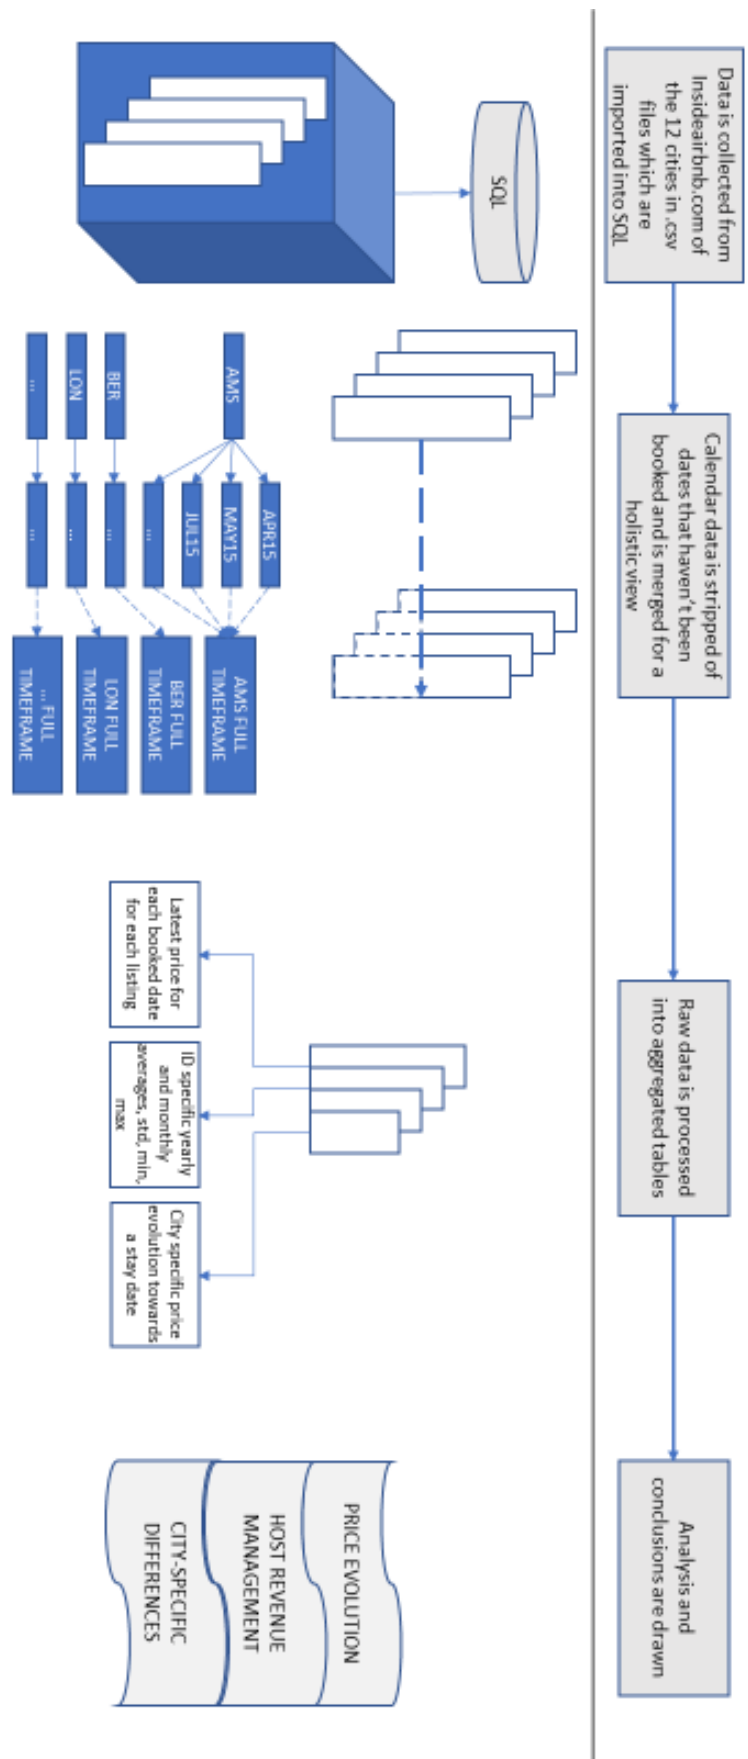 Data is collected from
Insideairbnb.com of
the 12 cities in .csv
files which are
imported into SQL
Calendar data is stripped of
dates that haven't been
booked and is merged for a
holistic view
Raw data is processed
into aggregated tables
Analysis and
conclusions are drawn
SQL
AMS
BER
LON
...
APR15
MAY15
JUL15
...
...
...
...
AMS FULL
TIMEFRAME
BER FULL
TIMEFRAME
LON FULL
TIMEFRAME
... FULL
TIMEFRAME
Latest price for
each booked date
for each listing
ID specific yearly
and monthly
averages, std, min,
max
City specific price
evolution towards
a stay date
PRICE EVOLUTION
HOST REVENUE
MANAGEMENT
CITY-SPECIFIC
DIFFERENCES